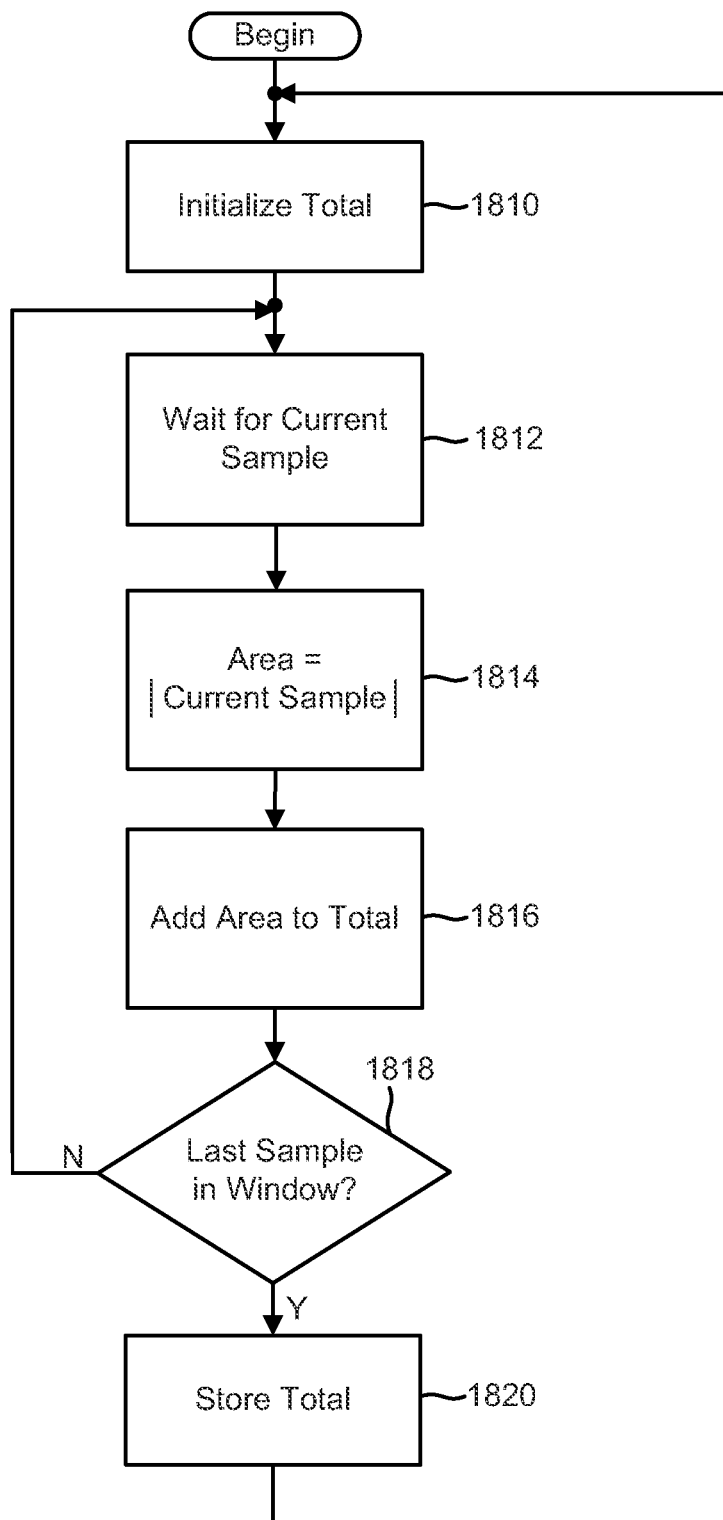 Begin
Initialize Total
1810
Wait for Current
Sample
1812
Area =
| Current Sample |
1814
Add Area to Total
1816
1818
Last Sample
in Window?
N
Y
Store Total
1820